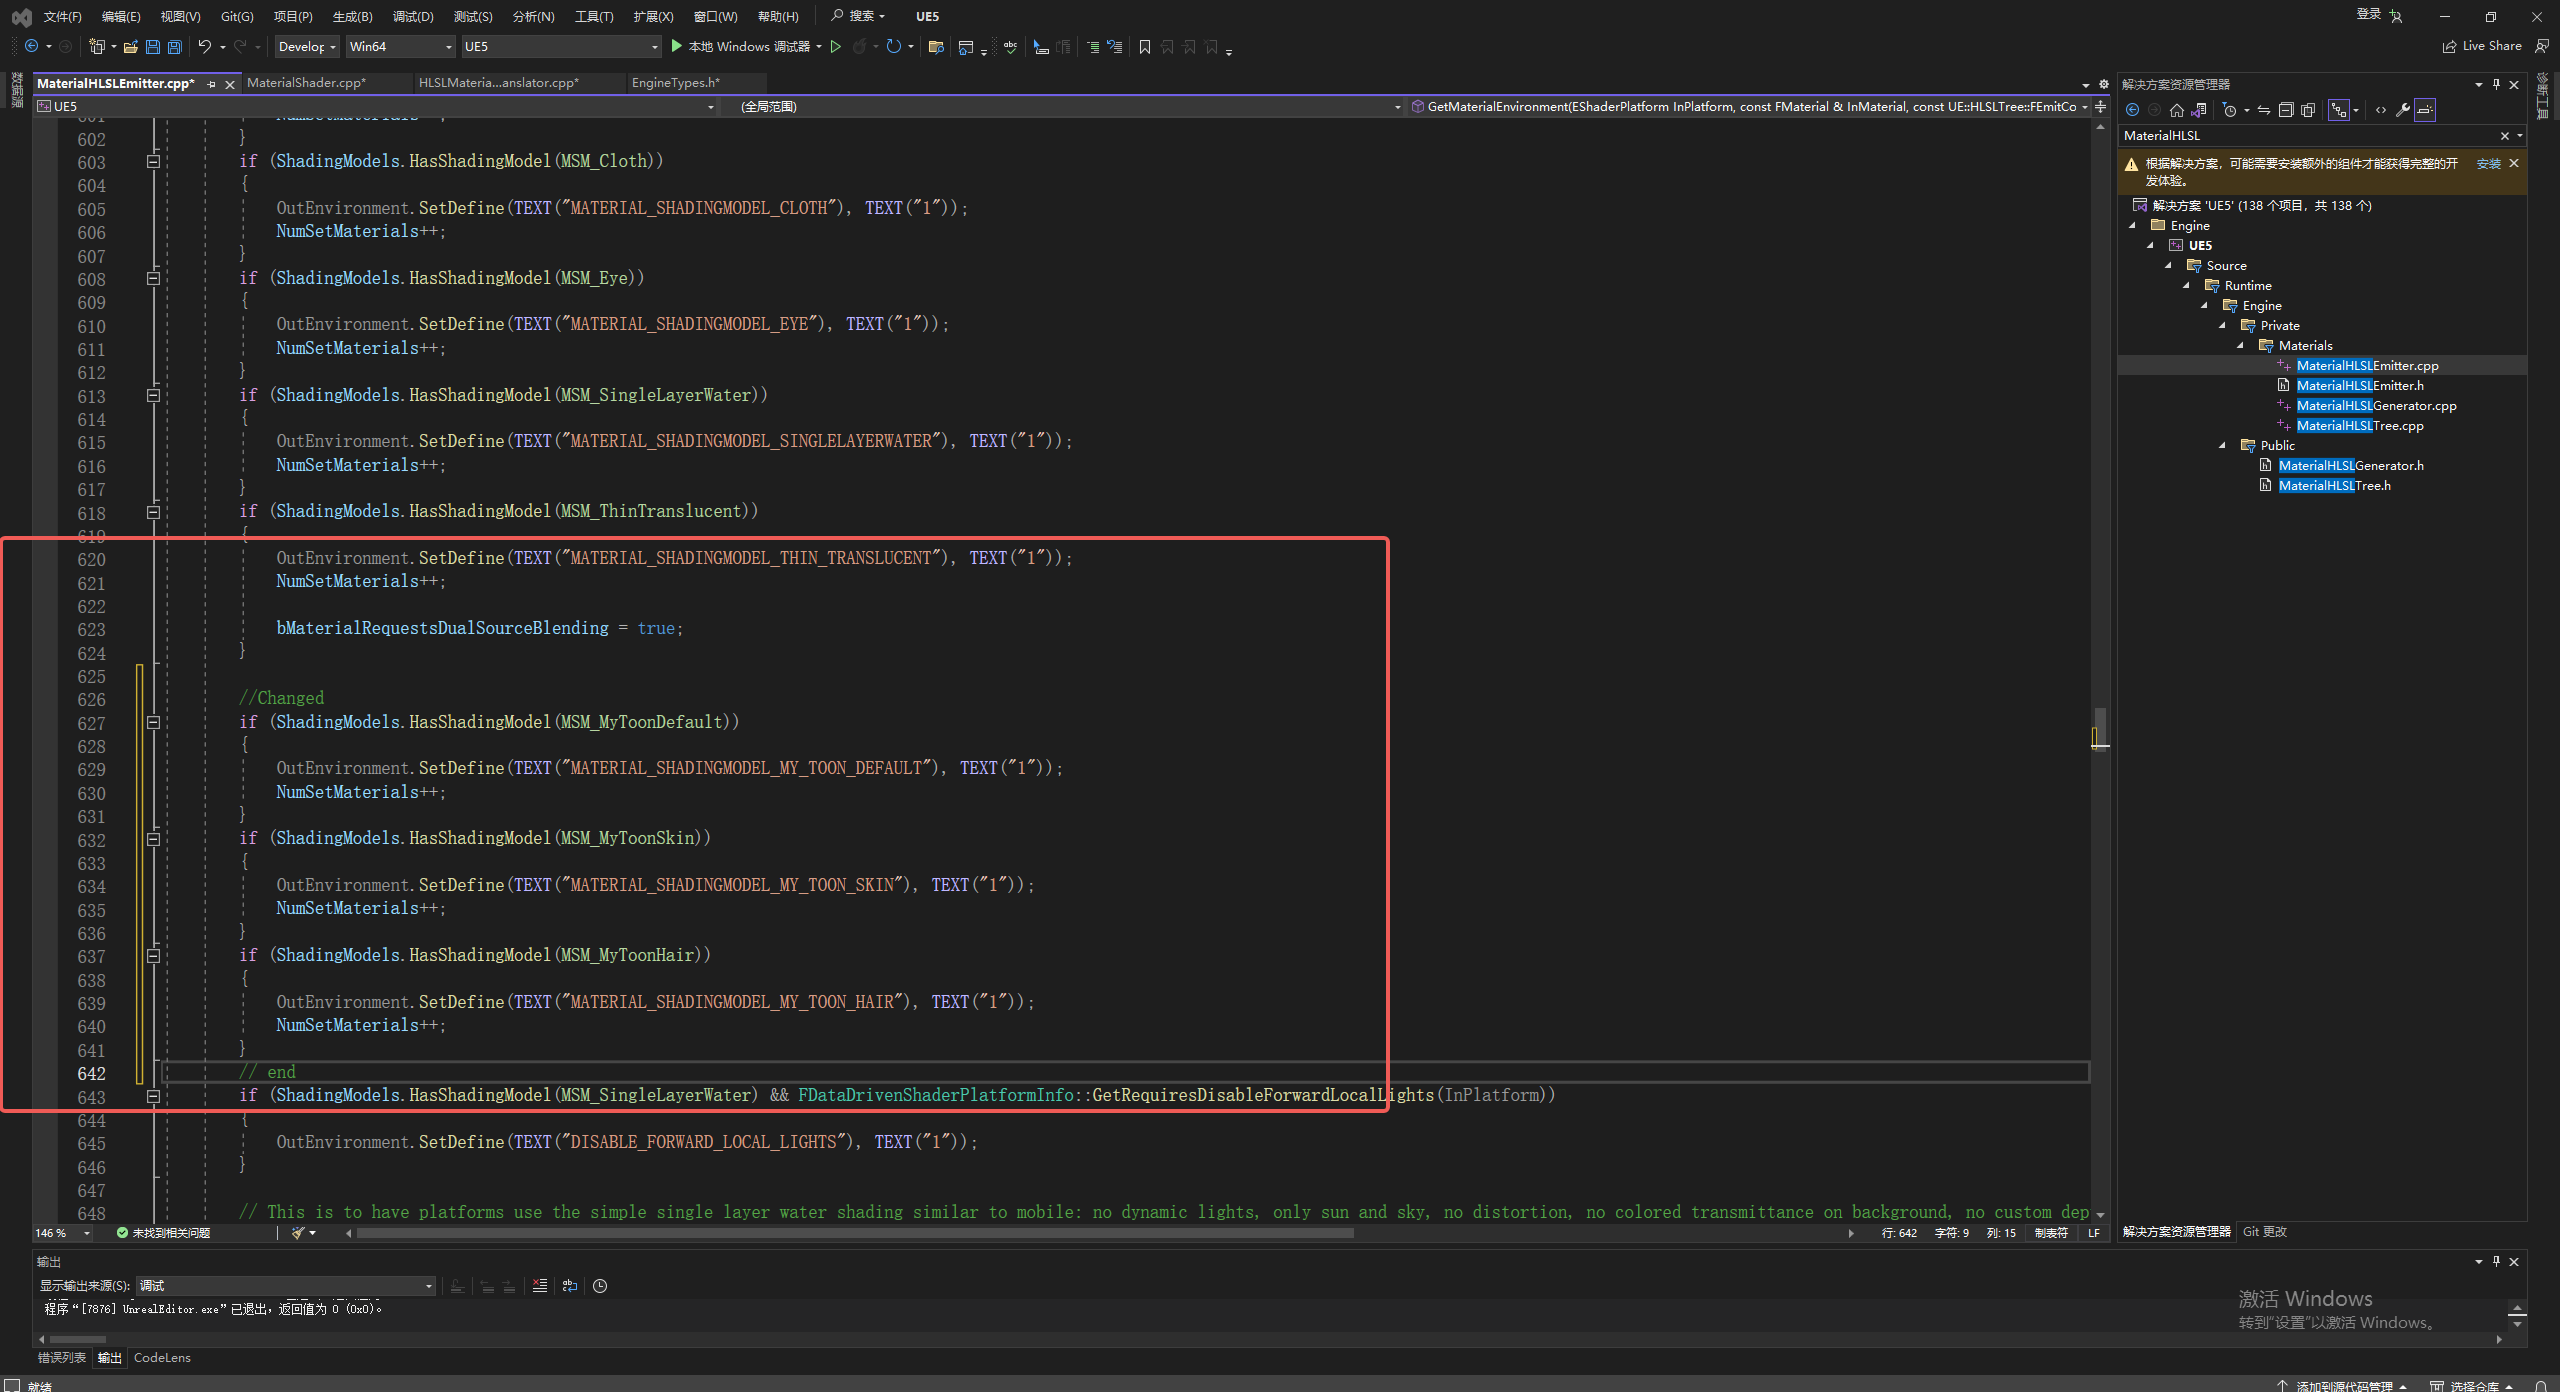 文件(F) 编辑(E) 视图(V) Git(G) 项目(P) 生成(B) 调试(D) 测试(S) 分析(N) 工具(T) 扩展(X) 窗口(W) 帮助(H) 搜索 UE5 登录
Develop Win64 UE5 本地 Windows 调试器 Live Share
MaterialHLSLEmitter.cpp* MaterialShader.cpp* HLSLMateria...anslator.cpp* EngineTypes.h*
UE5 (全局范围) GetMaterialEnvironment(EShaderPlatform InPlatform, const FMaterial & InMaterial, const UE::HLSLTree::FEmitCo
602 }
603 if (ShadingModels.HasShadingModel(MSM_Cloth))
604 {
605 OutEnvironment.SetDefine(TEXT("MATERIAL_SHADINGMODEL_CLOTH"), TEXT("1"));
606 NumSetMaterials++;
607 }
608 if (ShadingModels.HasShadingModel(MSM_Eye))
609 {
610 OutEnvironment.SetDefine(TEXT("MATERIAL_SHADINGMODEL_EYE"), TEXT("1"));
611 NumSetMaterials++;
612 }
613 if (ShadingModels.HasShadingModel(MSM_SingleLayerWater))
614 {
615 OutEnvironment.SetDefine(TEXT("MATERIAL_SHADINGMODEL_SINGLELAYERWATER"), TEXT("1"));
616 NumSetMaterials++;
617 }
618 if (ShadingModels.HasShadingModel(MSM_ThinTranslucent))
619 {
620 OutEnvironment.SetDefine(TEXT("MATERIAL_SHADINGMODEL_THIN_TRANSLUCENT"), TEXT("1"));
621 NumSetMaterials++;
622
623 bMaterialRequestsDualSourceBlending = true;
624 }
625
626 //Changed
627 if (ShadingModels.HasShadingModel(MSM_MyToonDefault))
628 {
629 OutEnvironment.SetDefine(TEXT("MATERIAL_SHADINGMODEL_MY_TOON_DEFAULT"), TEXT("1"));
630 NumSetMaterials++;
631 }
632 if (ShadingModels.HasShadingModel(MSM_MyToonSkin))
633 {
634 OutEnvironment.SetDefine(TEXT("MATERIAL_SHADINGMODEL_MY_TOON_SKIN"), TEXT("1"));
635 NumSetMaterials++;
636 }
637 if (ShadingModels.HasShadingModel(MSM_MyToonHair))
638 {
639 OutEnvironment.SetDefine(TEXT("MATERIAL_SHADINGMODEL_MY_TOON_HAIR"), TEXT("1"));
640 NumSetMaterials++;
641 }
642 // end
643 if (ShadingModels.HasShadingModel(MSM_SingleLayerWater) && FDataDrivenShaderPlatformInfo::GetRequiresDisableForwardLocalLights(InPlatform))
644 {
645 OutEnvironment.SetDefine(TEXT("DISABLE_FORWARD_LOCAL_LIGHTS"), TEXT("1"));
646 }
647
648 // This is to have platforms use the simple single layer water shading similar to mobile: no dynamic lights, only sun and sky, no distortion, no colored transmittance on background, no custom dep
146 % 未找到相关问题 行: 642 字符: 9 列: 15 制表符 LF
输出
显示输出来源(S): 调试
程序“[7876] UnrealEditor.exe”已退出，返回值为 0 (0x0)。
错误列表 输出 CodeLens
就绪
数据源
解决方案资源管理器
MaterialHLSL
根据解决方案，可能需要安装额外的组件才能获得完整的开 安装
发体验。
解决方案 'UE5' (138 个项目，共 138 个)
Engine
UE5
Source
Runtime
Engine
Private
Materials
MaterialHLSLEmitter.cpp
MaterialHLSLEmitter.h
MaterialHLSLGenerator.cpp
MaterialHLSLTree.cpp
Public
MaterialHLSLGenerator.h
MaterialHLSLTree.h
解决方案资源管理器 Git 更改
诊断工具
激活 Windows
转到“设置”以激活 Windows。
添加到源代码管理 选择仓库